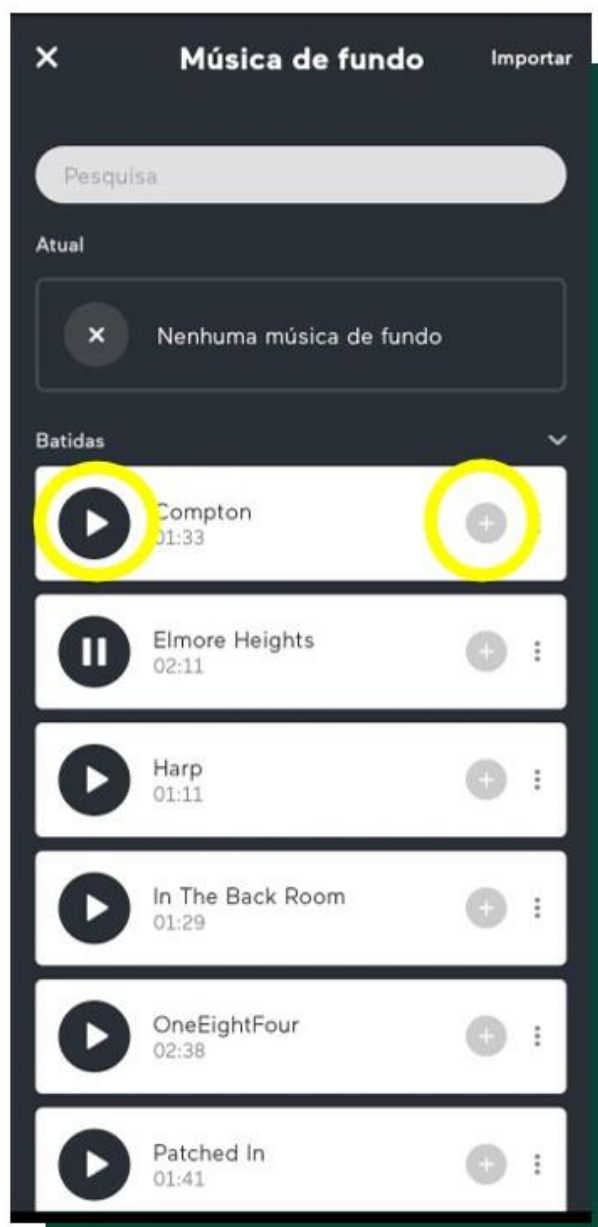 Música de fundo
Importar
Pesquisa
Atual
Nenhuma música de fundo
Batidas
Compton
01:33
Elmore Heights
02:11
Harp
01:11
In The Back Room
01:29
OneEightFour
02:38
Patched In
01:41